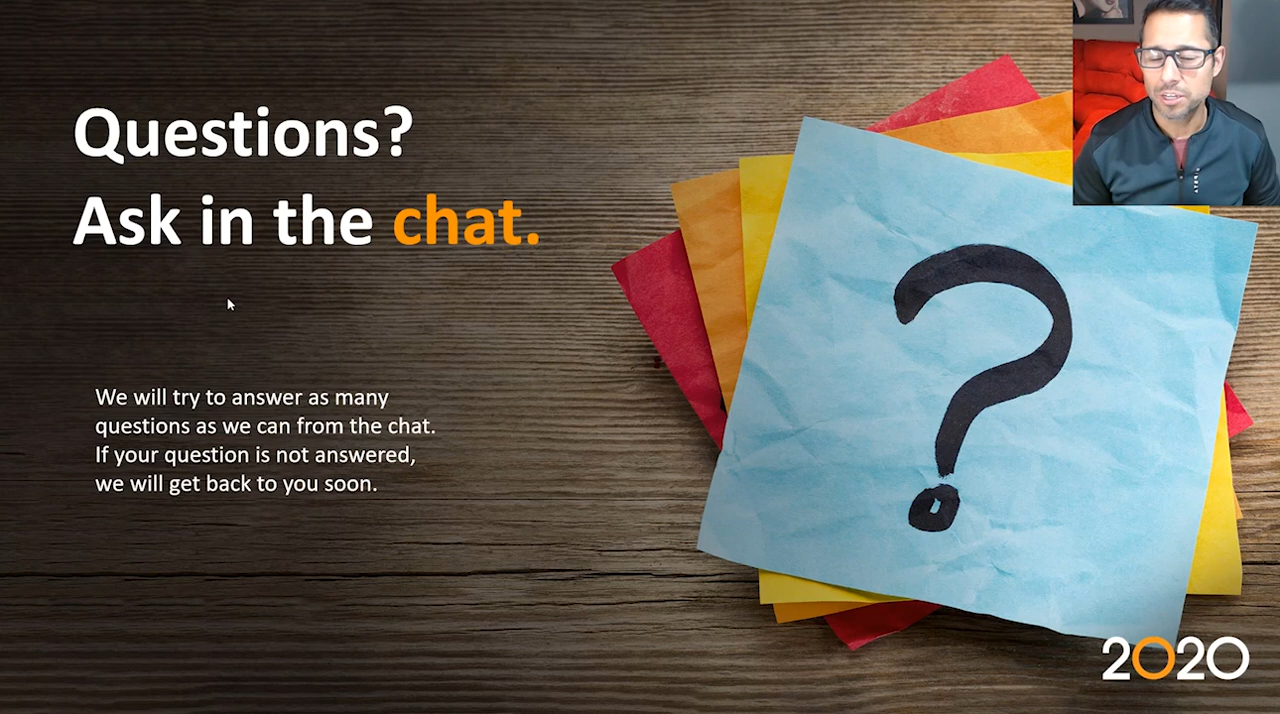 Questions?
Ask in the chat.
We will try to answer as many
questions as we can from the chat.
If your question is not answered,
we will get back to you soon.
?
2020